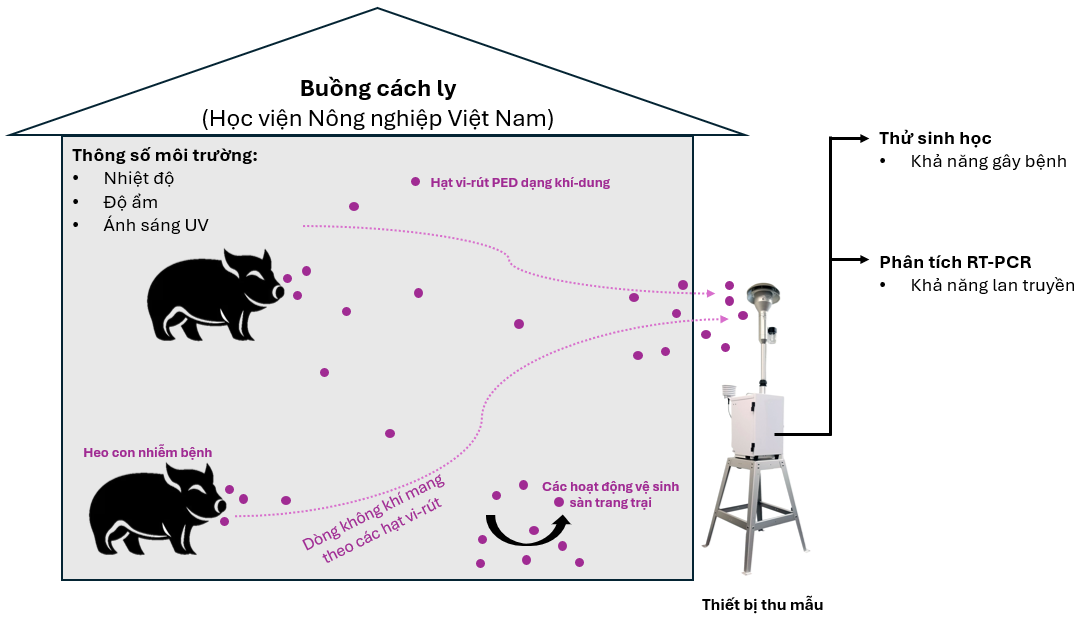 Buồng cách ly
(Học viện Nông nghiệp Việt Nam)
Thông số môi trường:
• Nhiệt độ
• Độ ẩm
• Ánh sáng UV
Hạt vi-rút PED dạng khí-dung
Heo con nhiễm bệnh
Dòng không khí mang
theo các hạt vi-rút
Các hoạt động vệ sinh
sàn trang trại
Thử sinh học
• Khả năng gây bệnh
Phân tích RT-PCR
• Khả năng lan truyền
Thiết bị thu mẫu